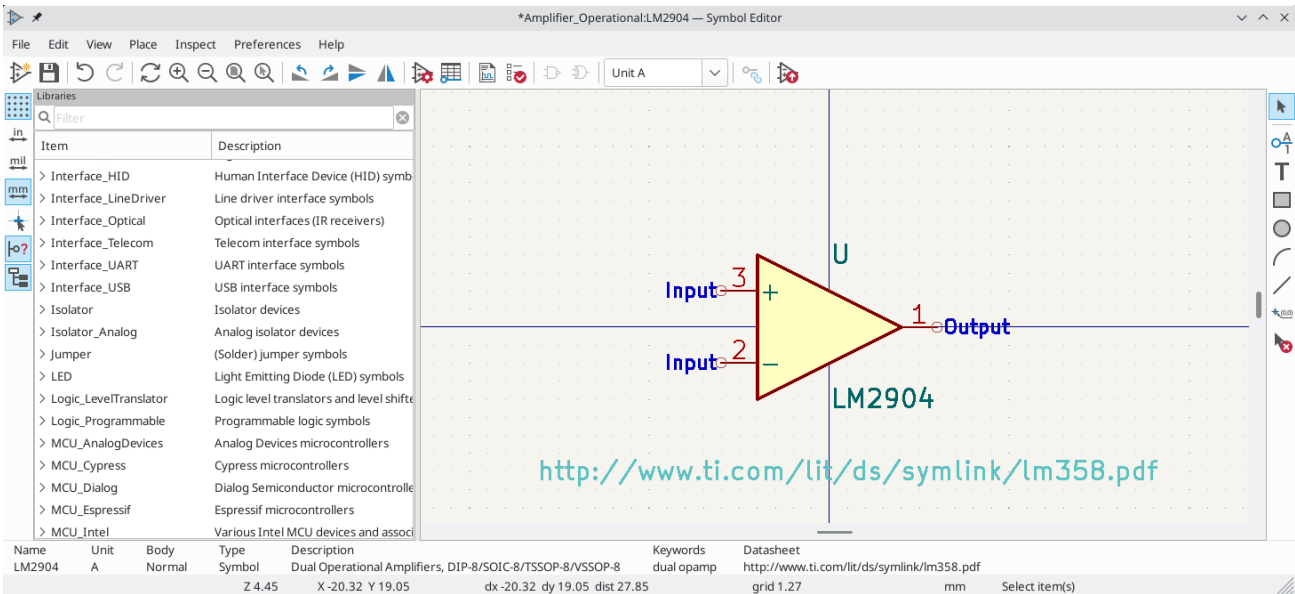 *Amplifier_Operational:LM2904 — Symbol Editor
File Edit View Place Inspect Preferences Help
Unit A
Libraries
Filter
Item Description
> Interface_HID Human Interface Device (HID) symb
> Interface_LineDriver Line driver interface symbols
> Interface_Optical Optical interfaces (IR receivers)
> Interface_Telecom Telecom interface symbols
> Interface_UART UART interface symbols
> Interface_USB USB interface symbols
> Isolator Isolator devices
> Isolator_Analog Analog isolator devices
> Jumper (Solder) jumper symbols
> LED Light Emitting Diode (LED) symbols
> Logic_LevelTranslator Logic level translators and level shifte
> Logic_Programmable Programmable logic symbols
> MCU_AnalogDevices Analog Devices microcontrollers
> MCU_Cypress Cypress microcontrollers
> MCU_Dialog Dialog Semiconductor microcontrolle
> MCU_Espressif Espressif microcontrollers
> MCU_Intel Various Intel MCU devices and associ
in
mil
mm
U
Input 3 +
1 Output
Input 2 −
LM2904
http://www.ti.com/lit/ds/symlink/lm358.pdf
A
1
T
(0,0)
Name Unit Body Type Description Keywords Datasheet
LM2904 A Normal Symbol Dual Operational Amplifiers, DIP-8/SOIC-8/TSSOP-8/VSSOP-8 dual opamp http://www.ti.com/lit/ds/symlink/lm358.pdf
Z 4.45 X -20.32 Y 19.05 dx -20.32 dy 19.05 dist 27.85 grid 1.27 mm Select item(s)